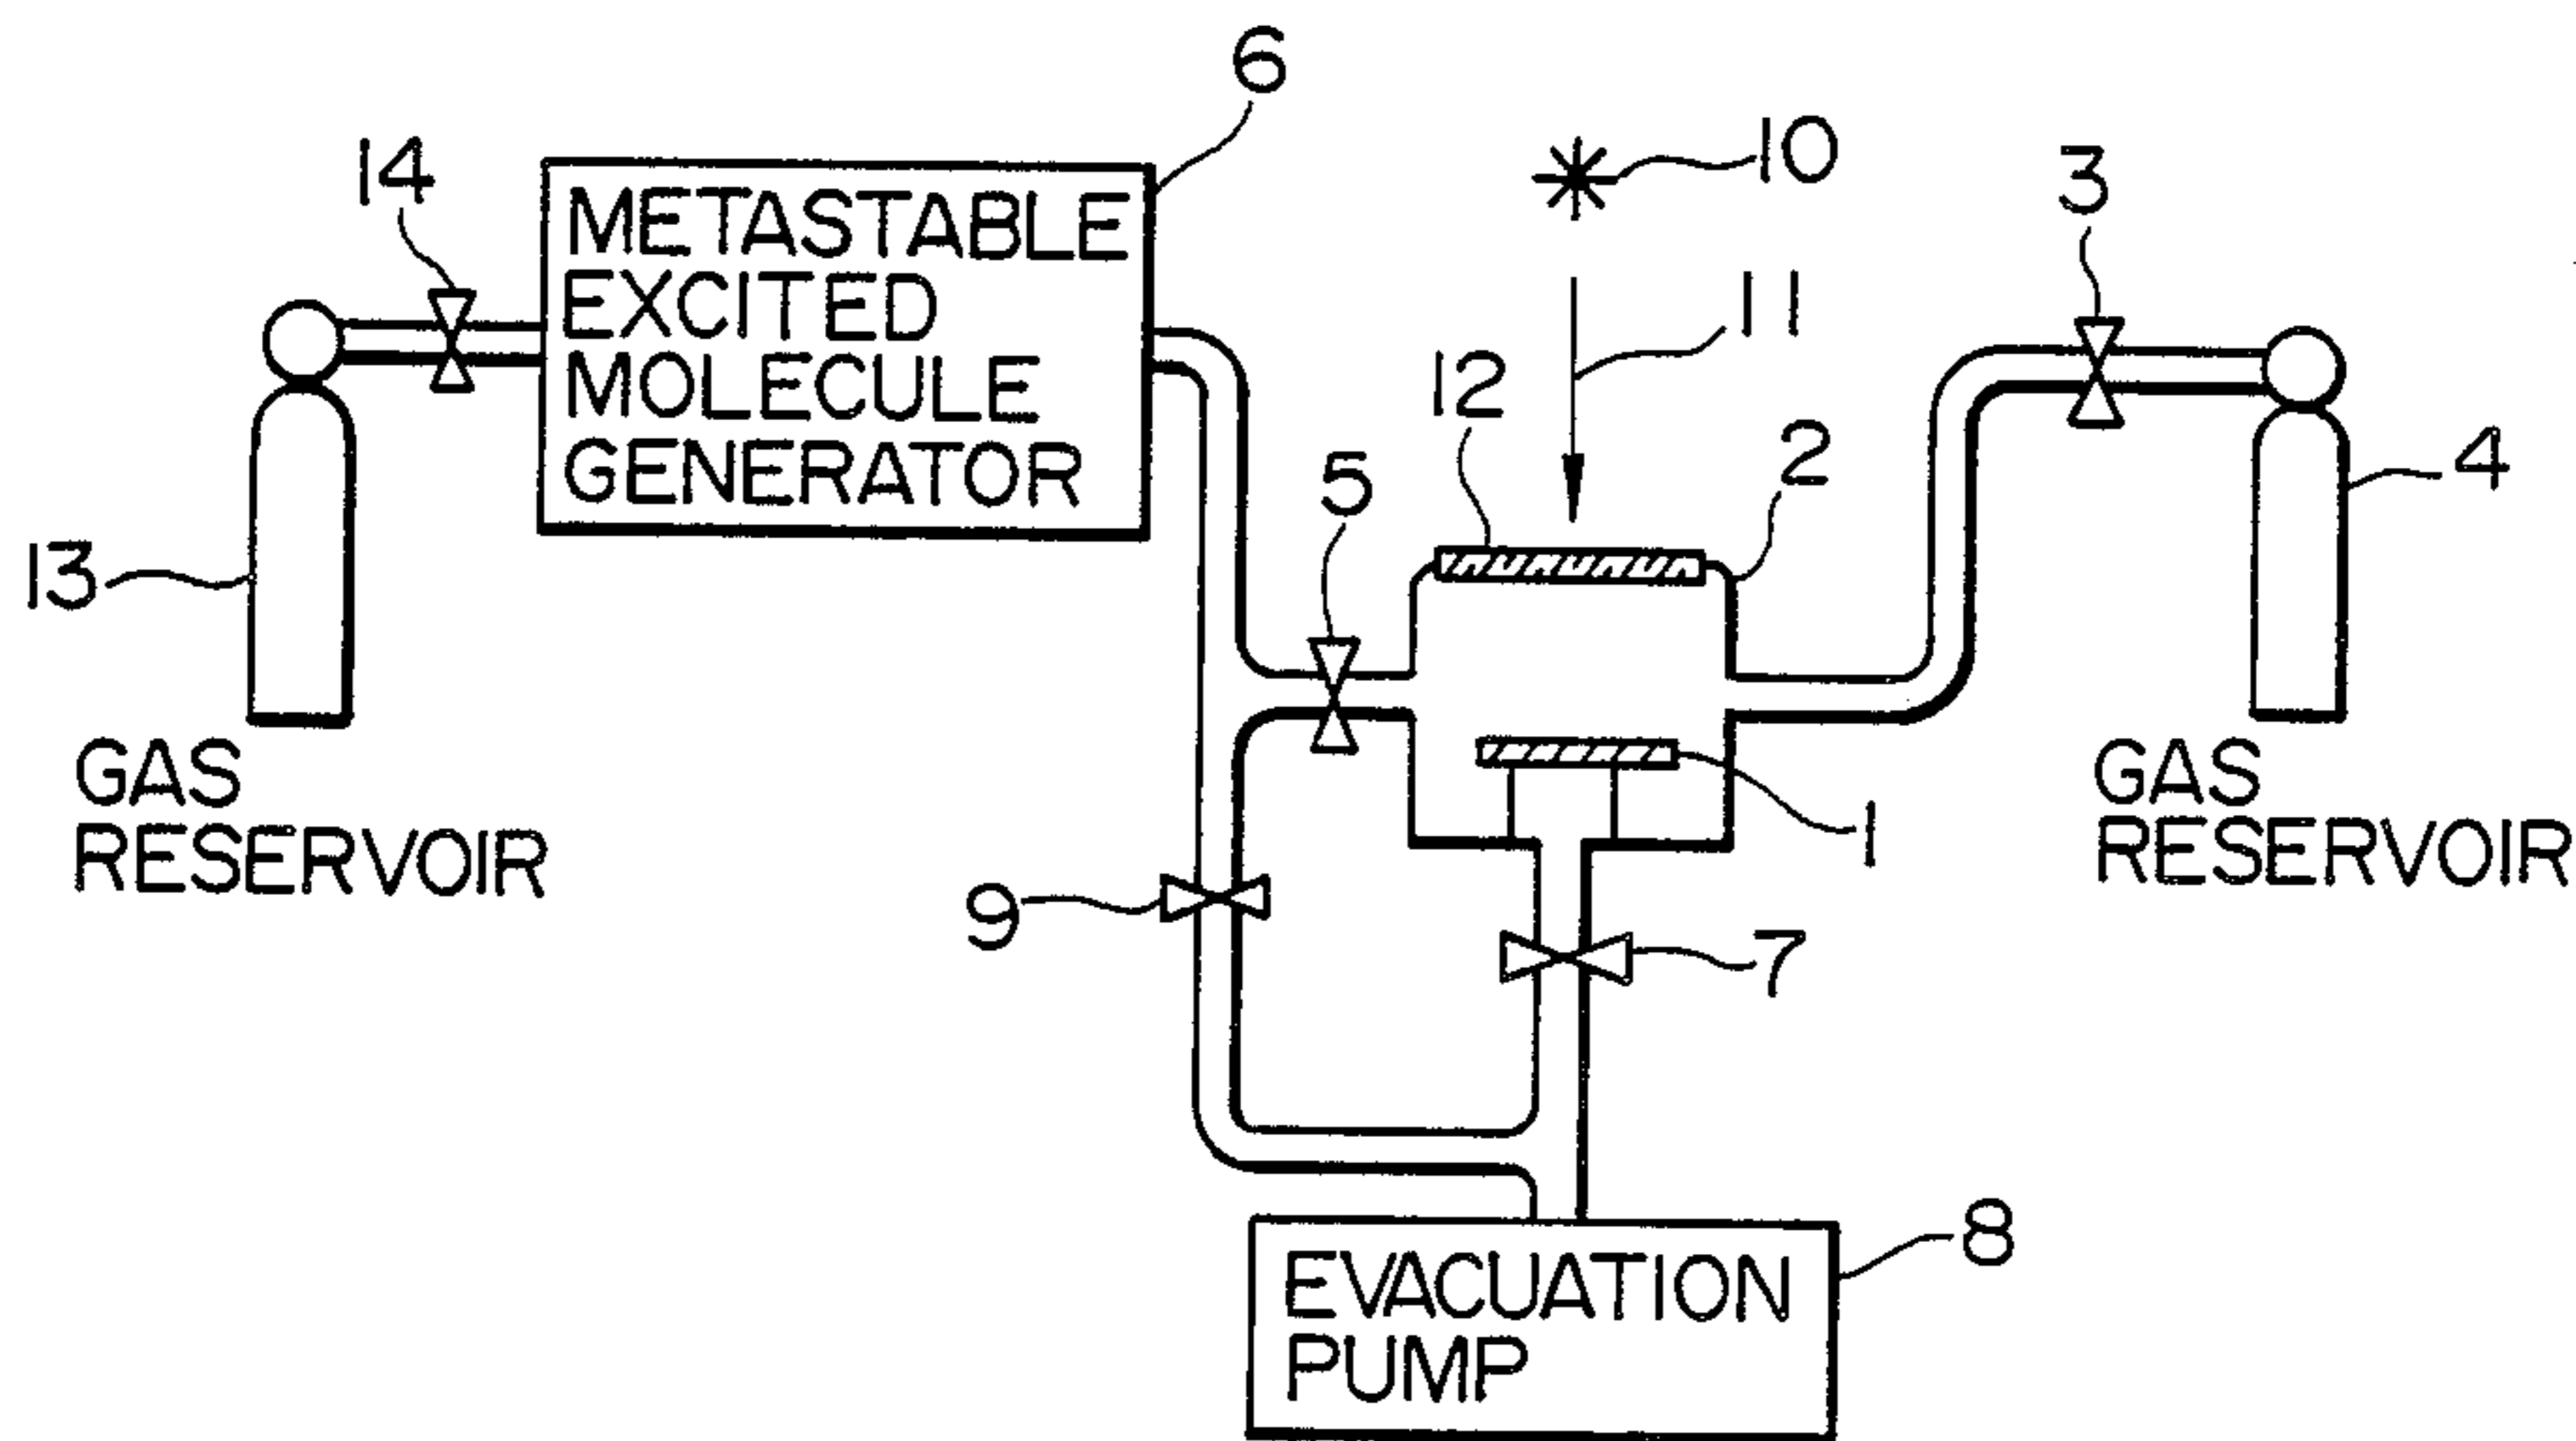 6
10
14
3
METASTABLE
EXCITED
MOLECULE
GENERATOR
11
12
2
5
4
13
GAS
RESERVOIR
GAS
RESERVOIR
1
9
7
8
EVACUATION
PUMP